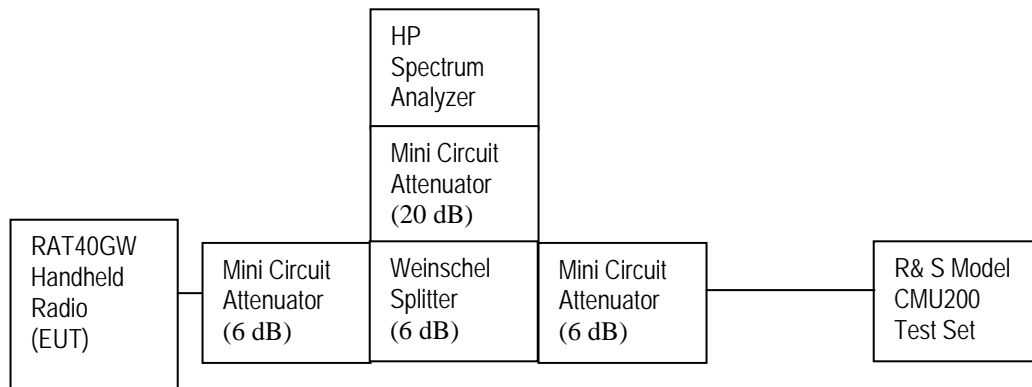 HP
Spectrum
Analyzer
Mini Circuit
Attenuator
(20 dB)
RAT40GW
Handheld
Radio
(EUT)
Mini Circuit
Attenuator
(6 dB)
Weinschel
Splitter
(6 dB)
Mini Circuit
Attenuator
(6 dB)
R& S Model
CMU200
Test Set